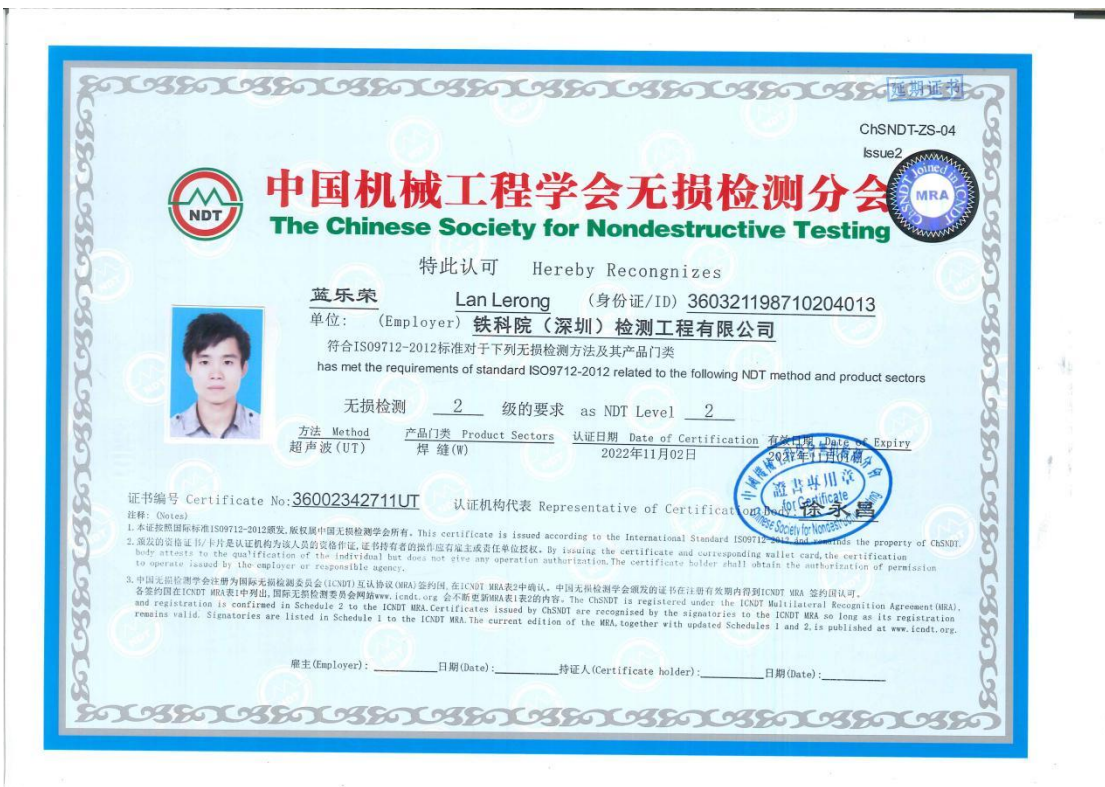 延期证书
ChSNDT-ZS-04
Issue2
NDT
ChSNDT Joined ICNDT
MRA
中国机械工程学会无损检测分会
The Chinese Society for Nondestructive Testing
特此认可 Hereby Recongnizes
蓝乐荣 Lan Lerong (身份证/ID) 360321198710204013
单位: (Employer) 铁科院（深圳）检测工程有限公司
符合ISO9712-2012标准对于下列无损检测方法及其产品门类
has met the requirements of standard ISO9712-2012 related to the following NDT method and product sectors
无损检测 2 级的要求 as NDT Level 2
方法 Method 产品门类 Product Sectors 认证日期 Date of Certification 有效日期 Date of Expiry
超声波(UT) 焊 缝(W) 2022年11月02日
證書专用章
for Certificate
Chinese Society for Nondest
证书编号 Certificate No:36002342711UT 认证机构代表 Representative of Certification Body: 徐永昌
注释: (Notes)
1. 本证按照国际标准ISO9712-2012颁发,版权属中国无损检测学会所有。This certificate is issued according to the International Standard ISO9712-2012 and remainds the property of ChSNDT.
2. 颁发的资格证书/卡片是认证机构为该人员的资格作证,证书持有者的操作应有雇主或责任单位授权。By issuing the certificate and corresponding wallet card, the certification
body attests to the qualification of the individual but does not give any operation authorization. The certificate holder shall obtain the authorization of permission
to operate issued by the employer or responsible agency.
3. 中国无损检测学会注册为国际无损检测委员会(ICNDT)互认协议(MRA)签约国,在ICNDT MRA表2中确认。中国无损检测学会颁发的证书在注册有效期内得到ICNDT MRA 签约国认可。
各签约国在ICNDT MRA表1中列出,国际无损检测委员会网站www.icndt.org 会不断更新MRA表1表2的内容。The ChSNDT is registered under the ICNDT Multilateral Recognition Agreement(MRA),
and registration is confirmed in Schedule 2 to the ICNDT MRA. Certificates issued by ChSNDT are recognised by the signatories to the ICNDT MRA so long as its registration
remains valid. Signatories are listed in Schedule 1 to the ICNDT MRA. The current edition of the MRA, together with updated Schedules 1 and 2, is published at www.icndt.org.
雇主(Employer): 日期(Date): 持证人(Certificate holder): 日期(Date):